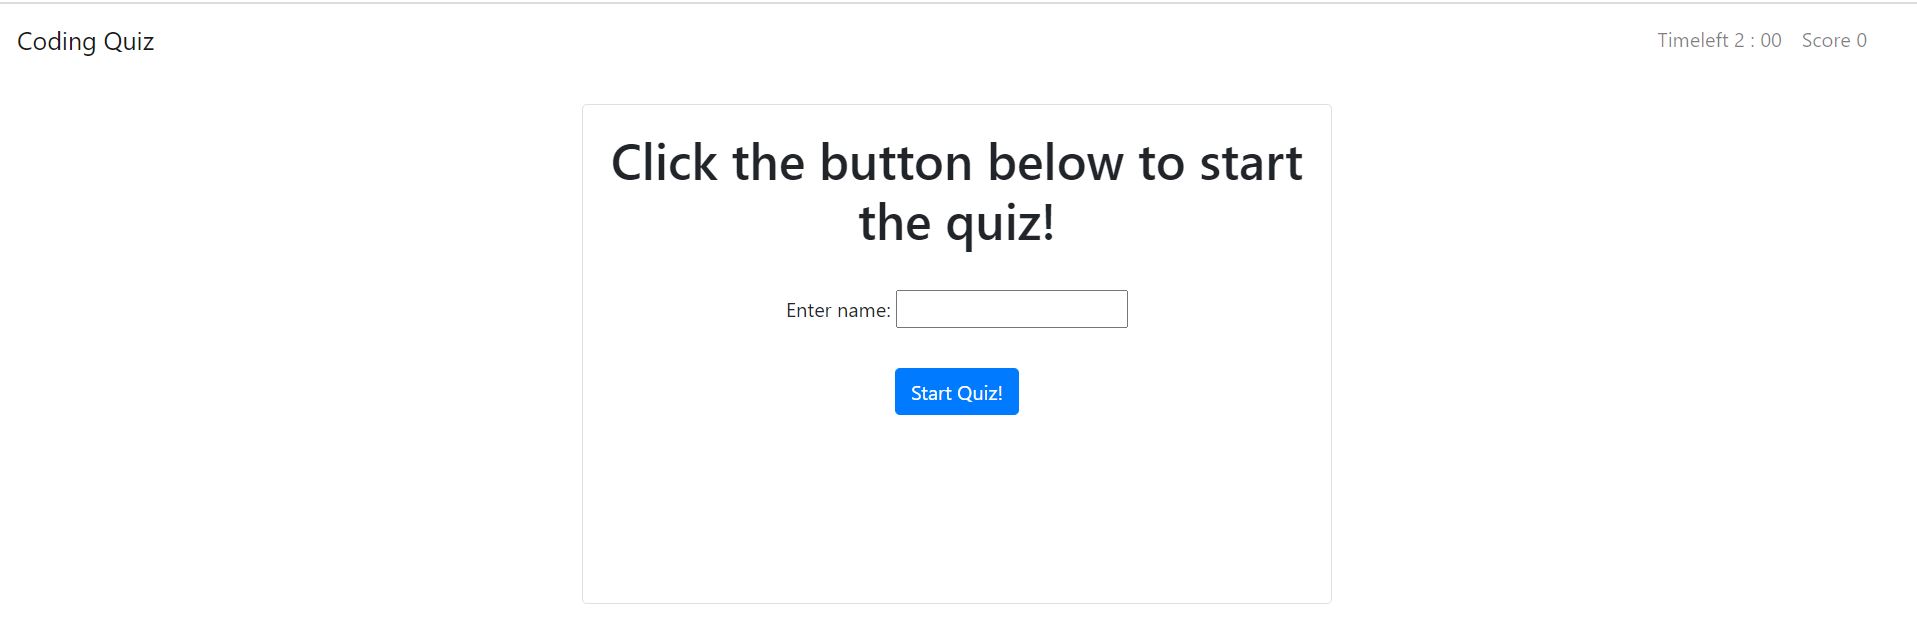 Coding Quiz
Timeleft 2 : 00 Score 0
Click the button below to start
the quiz!
Enter name:
Start Quiz!